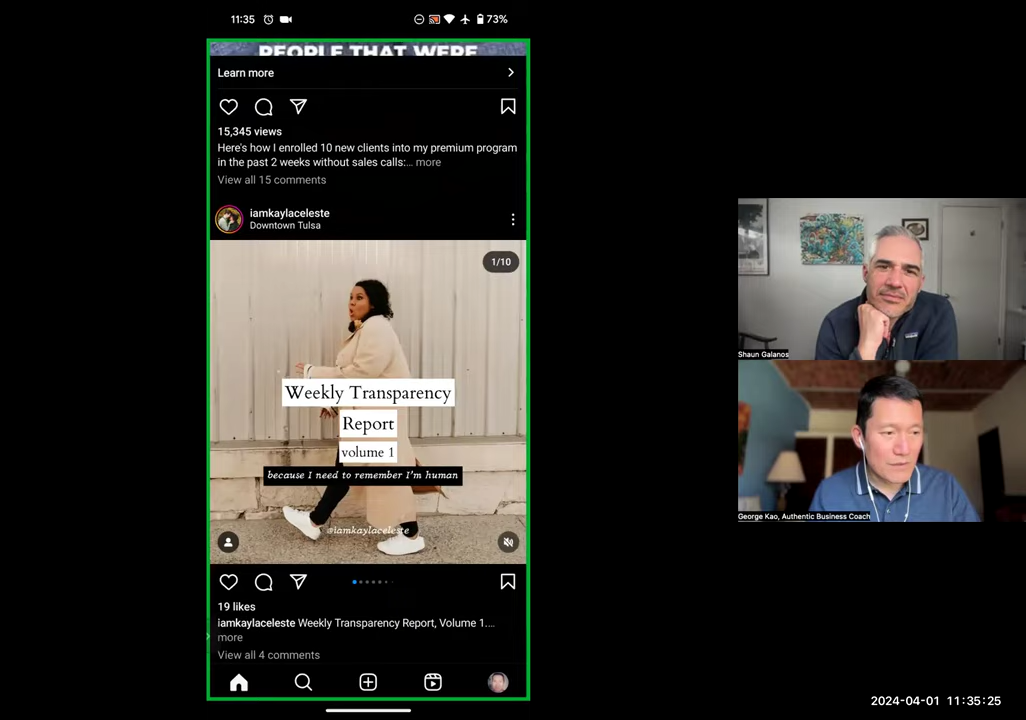 11:35
73%
PEOPLE THAT WERE
Learn more
15,345 views
Here's how I enrolled 10 new clients into my premium program
in the past 2 weeks without sales calls:... more
View all 15 comments
iamkaylaceleste
Downtown Tulsa
1/10
Weekly Transparency
Report
volume 1
because I need to remember I'm human
@iamkaylaceleste
19 likes
iamkaylaceleste Weekly Transparency Report, Volume 1....
more
View all 4 comments
Shaun Galanos
George Kao, Authentic Business Coach
2024-04-01 11:35:25